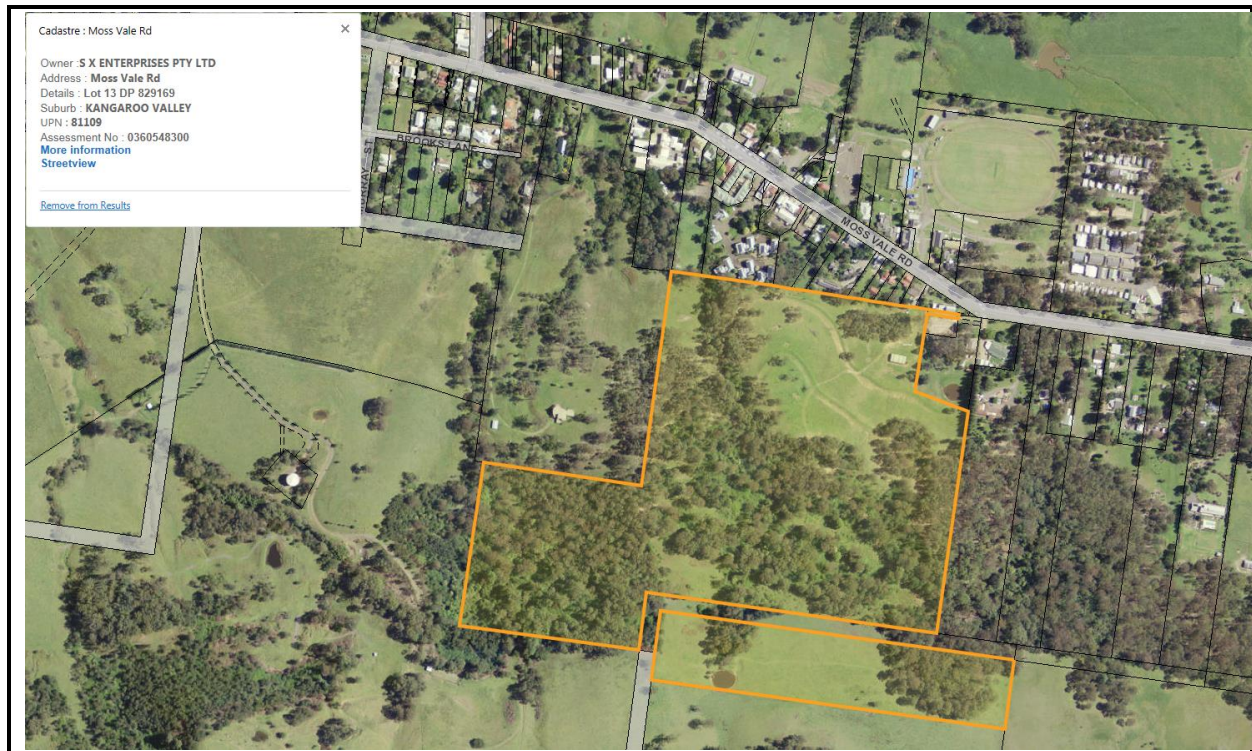 Cadastre : Moss Vale Rd
Owner :S X ENTERPRISES PTY LTD
Address : Moss Vale Rd
Details : Lot 13 DP 829169
Suburb : KANGAROO VALLEY
UPN : 81109
Assessment No : 0360548300
More information
Streetview
Remove from Results
BROOKS LAN
MOSS VALE RD